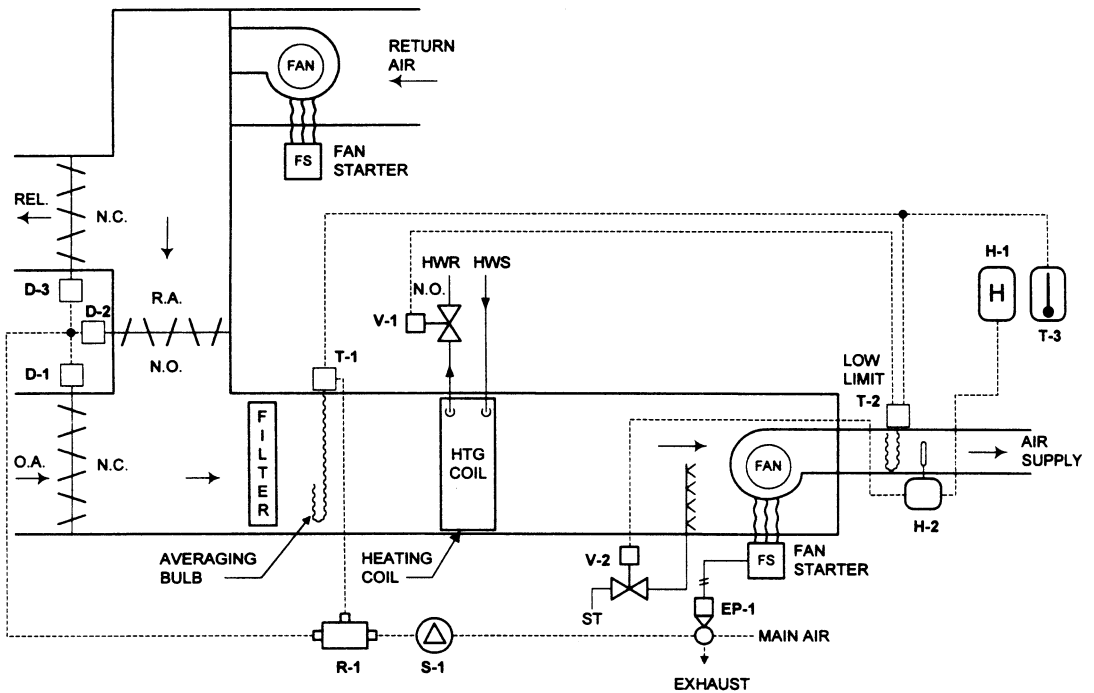 FAN
RETURN
AIR
FS
FAN
STARTER
REL.
N.C.
D-3
D-2
R.A.
N.O.
D-1
T-1
HWR
HWS
N.O.
V-1
H-1
H
T-3
LOW
LIMIT
T-2
O.A.
N.C.
FILTER
HTG
COIL
FAN
AIR
SUPPLY
H-2
AVERAGING
BULB
HEATING
COIL
V-2
ST
FS
FAN
STARTER
EP-1
MAIN AIR
R-1
S-1
EXHAUST